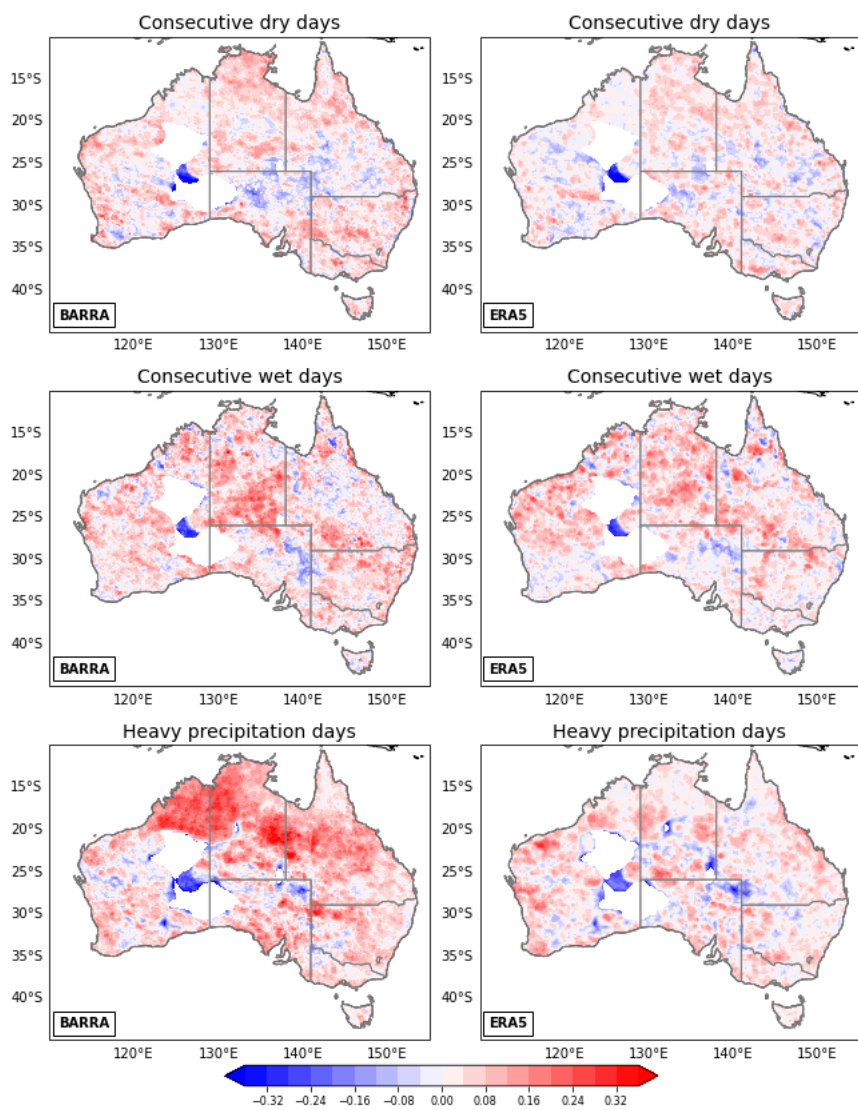 Consecutive dry days
Consecutive dry days
15°S
20°S
25°S
30°S
35°S
40°S
BARRA
120°E 130°E 140°E 150°E
15°S
20°S
25°S
30°S
35°S
40°S
ERA5
120°E 130°E 140°E 150°E
Consecutive wet days
Consecutive wet days
15°S
20°S
25°S
30°S
35°S
40°S
BARRA
120°E 130°E 140°E 150°E
15°S
20°S
25°S
30°S
35°S
40°S
ERA5
120°E 130°E 140°E 150°E
Heavy precipitation days
Heavy precipitation days
15°S
20°S
25°S
30°S
35°S
40°S
BARRA
120°E 130°E 140°E 150°E
15°S
20°S
25°S
30°S
35°S
40°S
ERA5
120°E 130°E 140°E 150°E
−0.32 −0.24 −0.16 −0.08 0.00 0.08 0.16 0.24 0.32